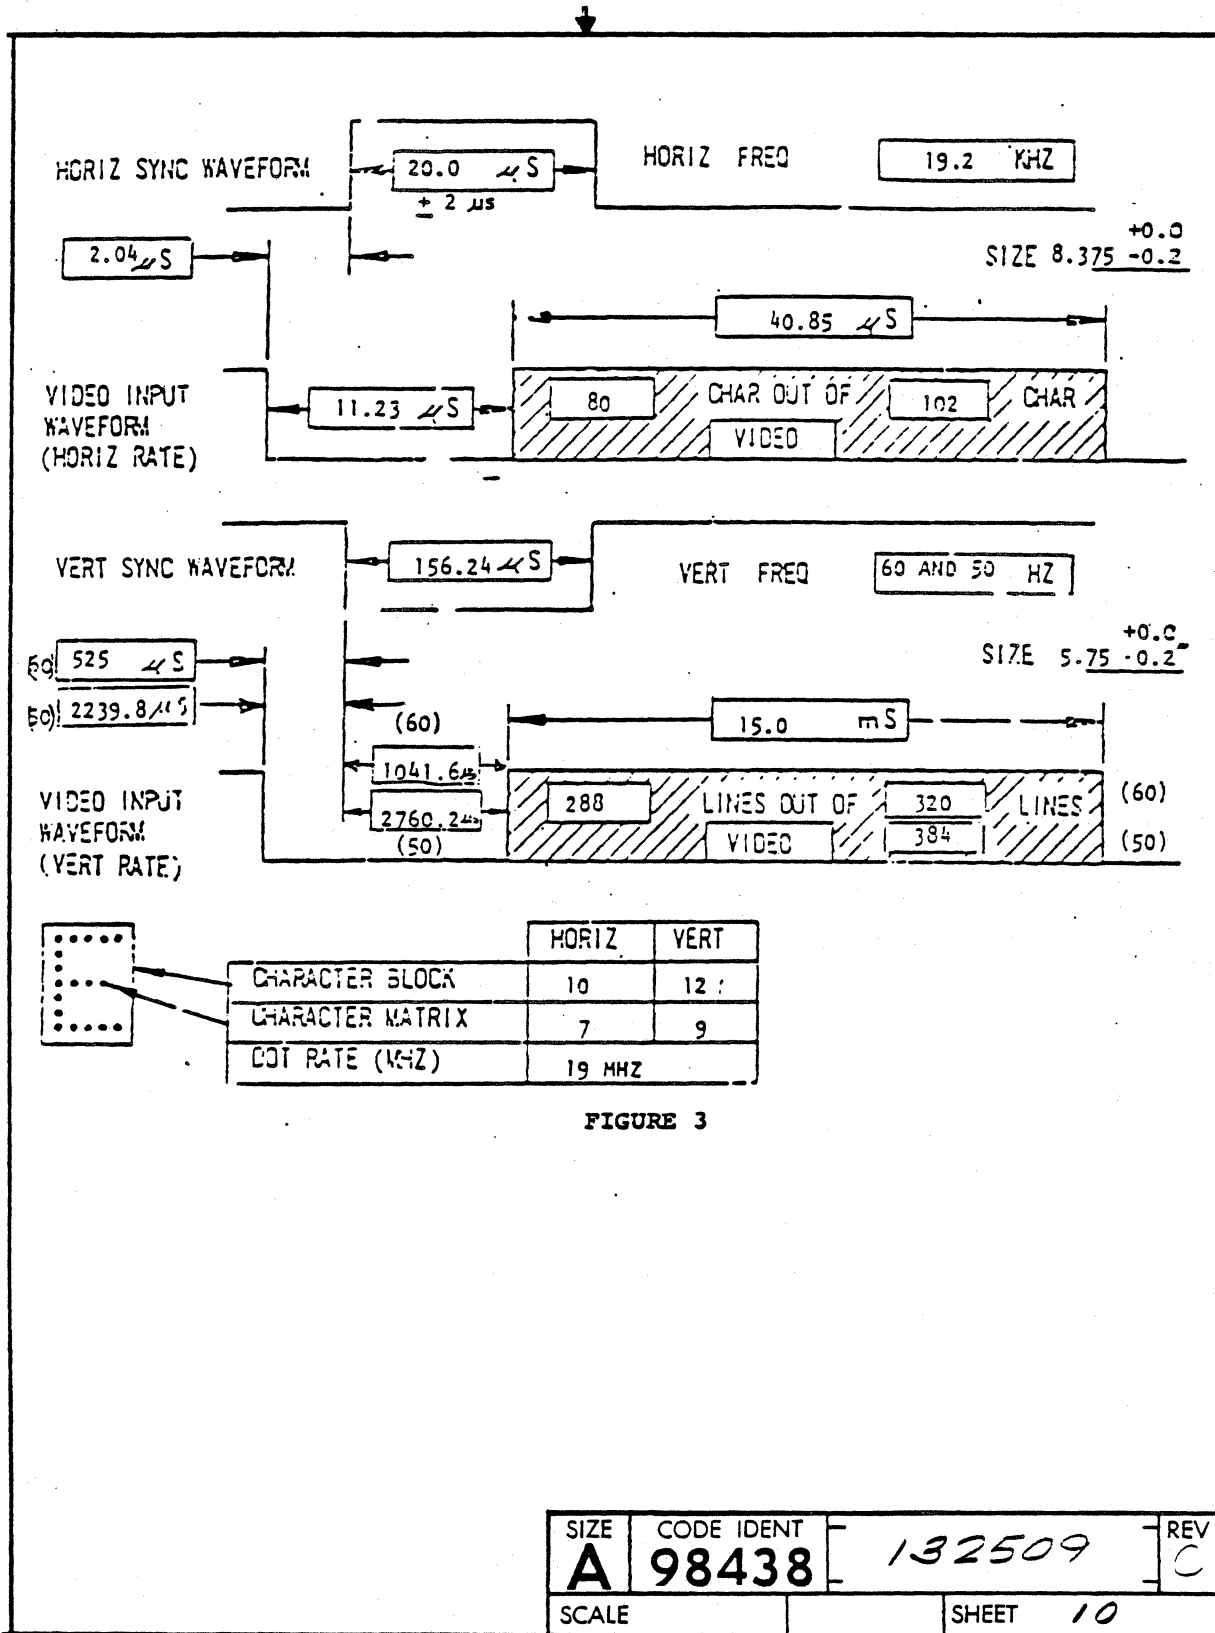 HORIZ SYNC WAVEFORM
20.0 µS
± 2 µs
HORIZ FREQ
19.2 KHZ
2.04 µS
SIZE 8.375 +0.0 -0.2
40.85 µS
VIDEO INPUT
WAVEFORM
(HORIZ RATE)
11.23 µS
80 CHAR OUT OF 102 CHAR
VIDEO
VERT SYNC WAVEFORM
156.24 µS
VERT FREQ
60 AND 50 HZ
525 µS
SIZE 5.75 +0.0 -0.2"
(50) 2239.8 µS
(60)
15.0 mS
1041.6 µs
VIDEO INPUT
WAVEFORM
(VERT RATE)
2760.2 µs
(50)
288 LINES OUT OF 320 LINES (60)
VIDEO 384 (50)
HORIZ VERT
CHARACTER BLOCK 10 12
CHARACTER MATRIX 7 9
DOT RATE (MHZ) 19 MHZ
FIGURE 3
SIZE CODE IDENT REV
A 98438 132509 C
SCALE SHEET 10